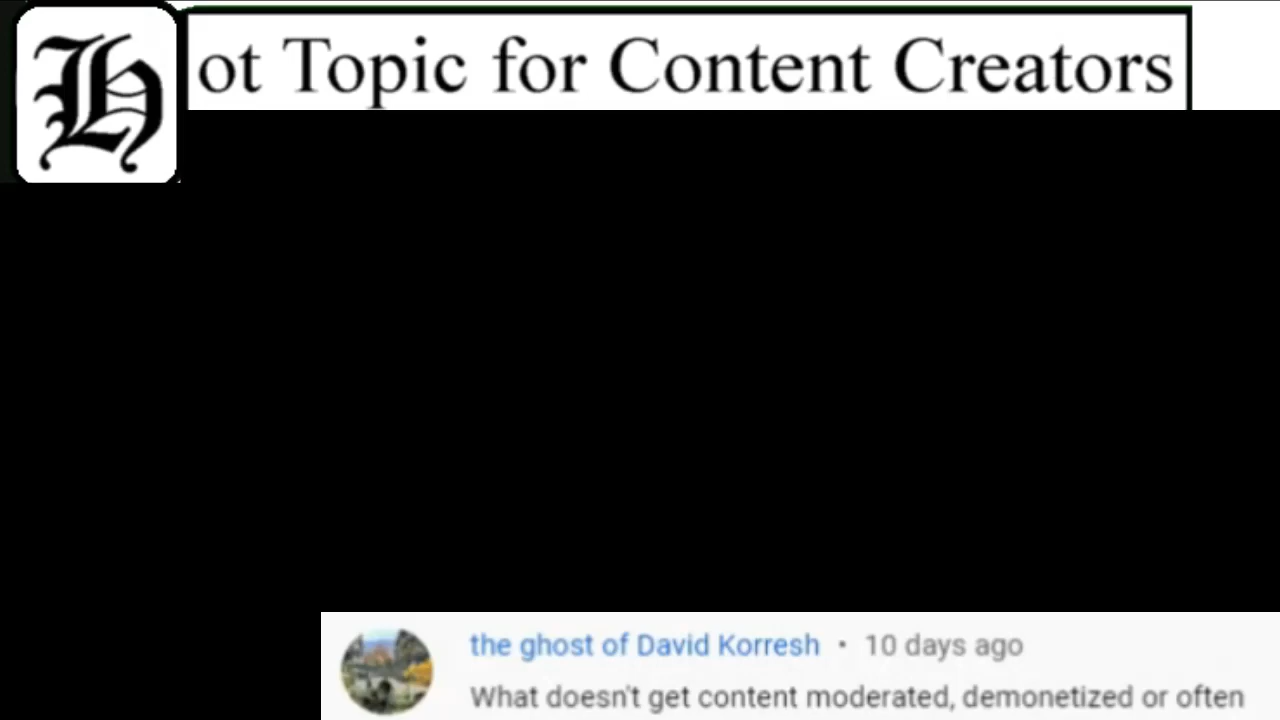 Hot Topic for Content Creators
the ghost of David Korresh • 10 days ago
What doesn't get content moderated, demonetized or often